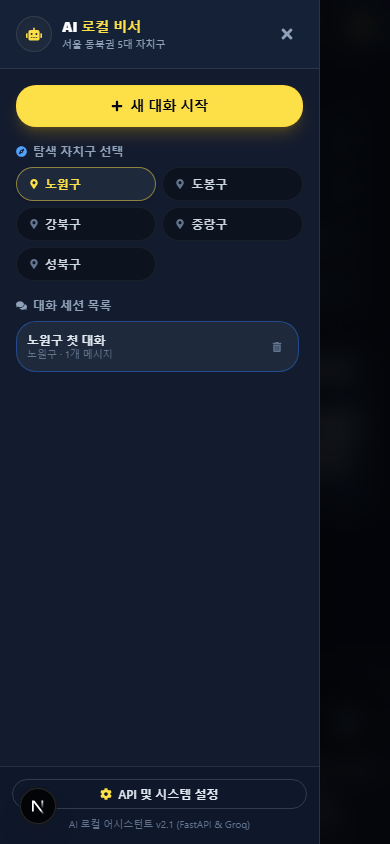 AI 로컬 비서
서울 동북권 5대 자치구
새 대화 시작
탐색 자치구 선택
노원구
도봉구
강북구
중랑구
성북구
대화 세션 목록
노원구 첫 대화
노원구 · 1개 메시지
API 및 시스템 설정
N
AI 로컬 어시스턴트 v2.1 (FastAPI & Groq)